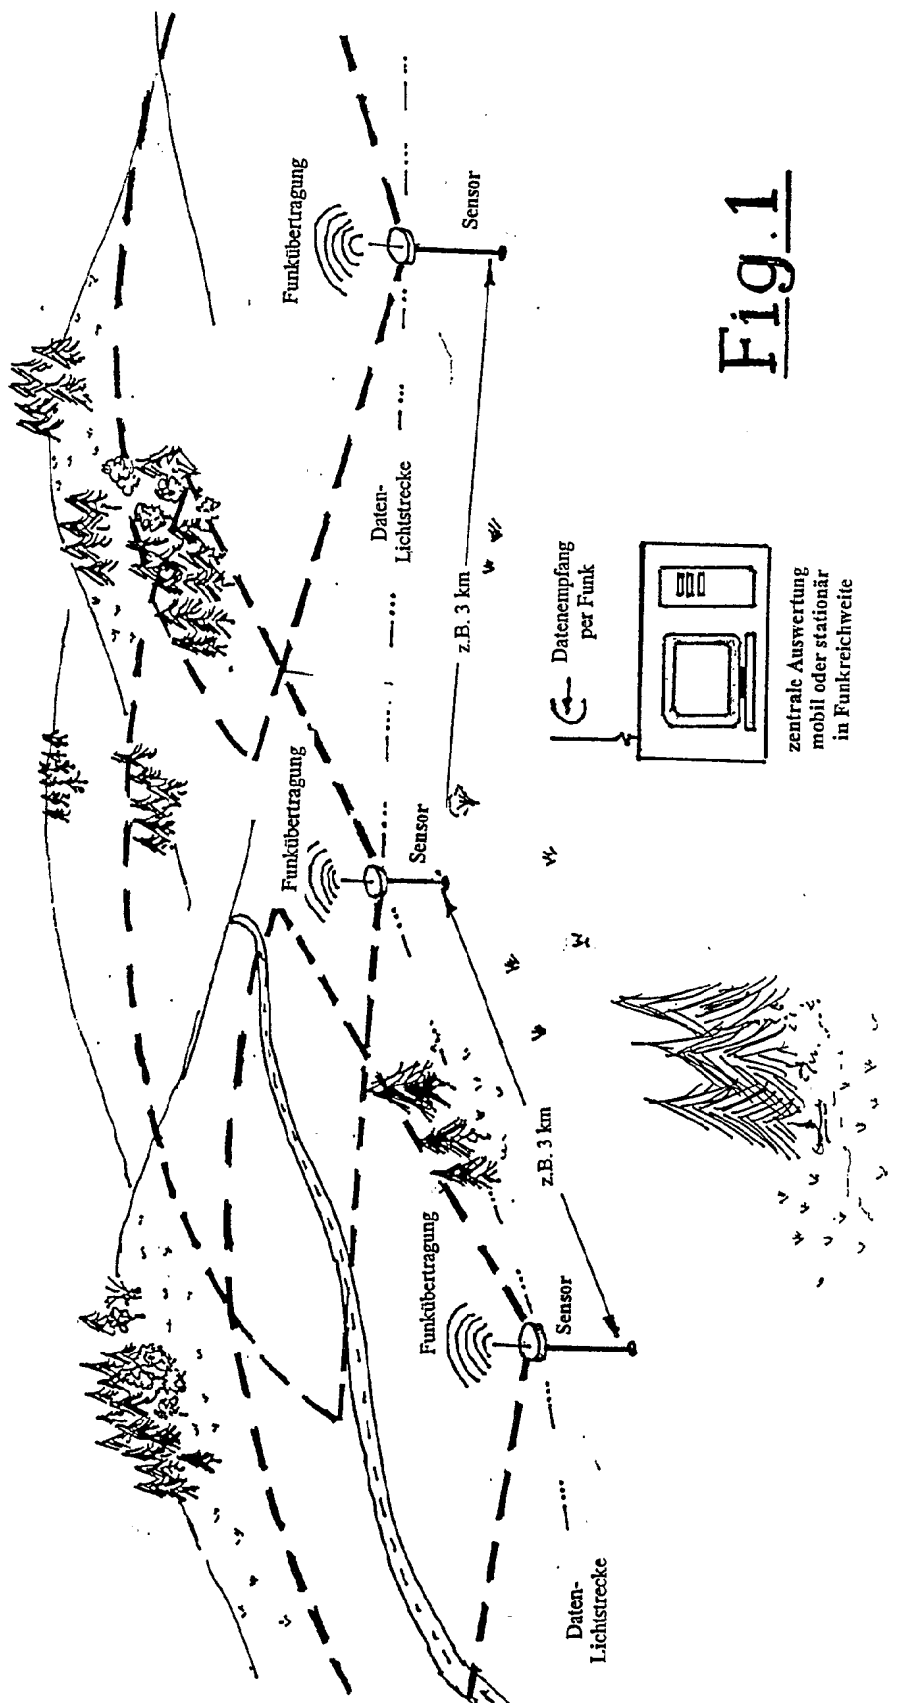 Funkübertragung
Sensor
Daten-
Lichtstrecke
z.B. 3 km
Funkübertragung
Sensor
z.B. 3 km
Funkübertragung
Sensor
Daten-
Lichtstrecke
Datenempfang
per Funk
zentrale Auswertung
mobil oder stationär
in Funkreichweite
Fig.1